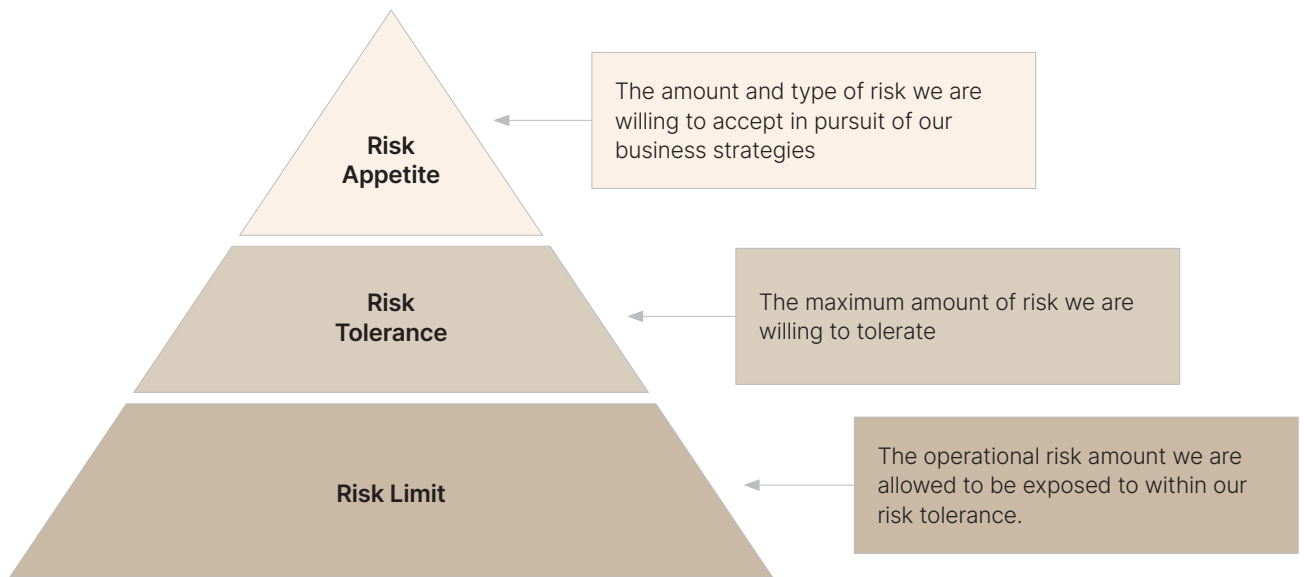 Risk
Appetite
The amount and type of risk we are
willing to accept in pursuit of our
business strategies
Risk
Tolerance
The maximum amount of risk we are
willing to tolerate
Risk Limit
The operational risk amount we are
allowed to be exposed to within our
risk tolerance.